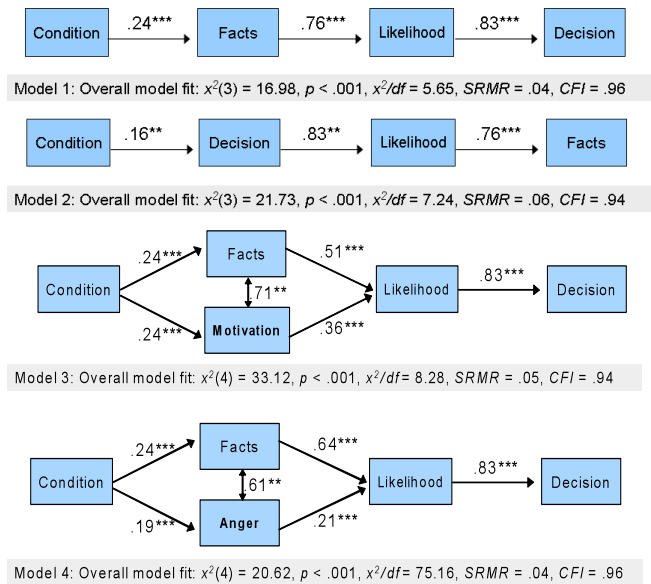 .24*** .76*** .83***
Condition Facts Likelihood Decision
Model 1: Overall model fit: x²(3) = 16.98, p < .001, x²/df = 5.65, SRMR = .04, CFI = .96
.16** .83** .76***
Condition Decision Likelihood Facts
Model 2: Overall model fit: x²(3) = 21.73, p < .001, x²/df = 7.24, SRMR = .06, CFI = .94
Facts
.24*** .51***
.83***
Condition .71** Likelihood Decision
.24*** Motivation .36***
Model 3: Overall model fit: x²(4) = 33.12, p < .001, x²/df = 8.28, SRMR = .05, CFI = .94
.24*** Facts .64***
.83***
Condition .61** Likelihood Decision
.19*** Anger .21***
Model 4: Overall model fit: x²(4) = 20.62, p < .001, x²/df = 75.16, SRMR = .04, CFI = .96